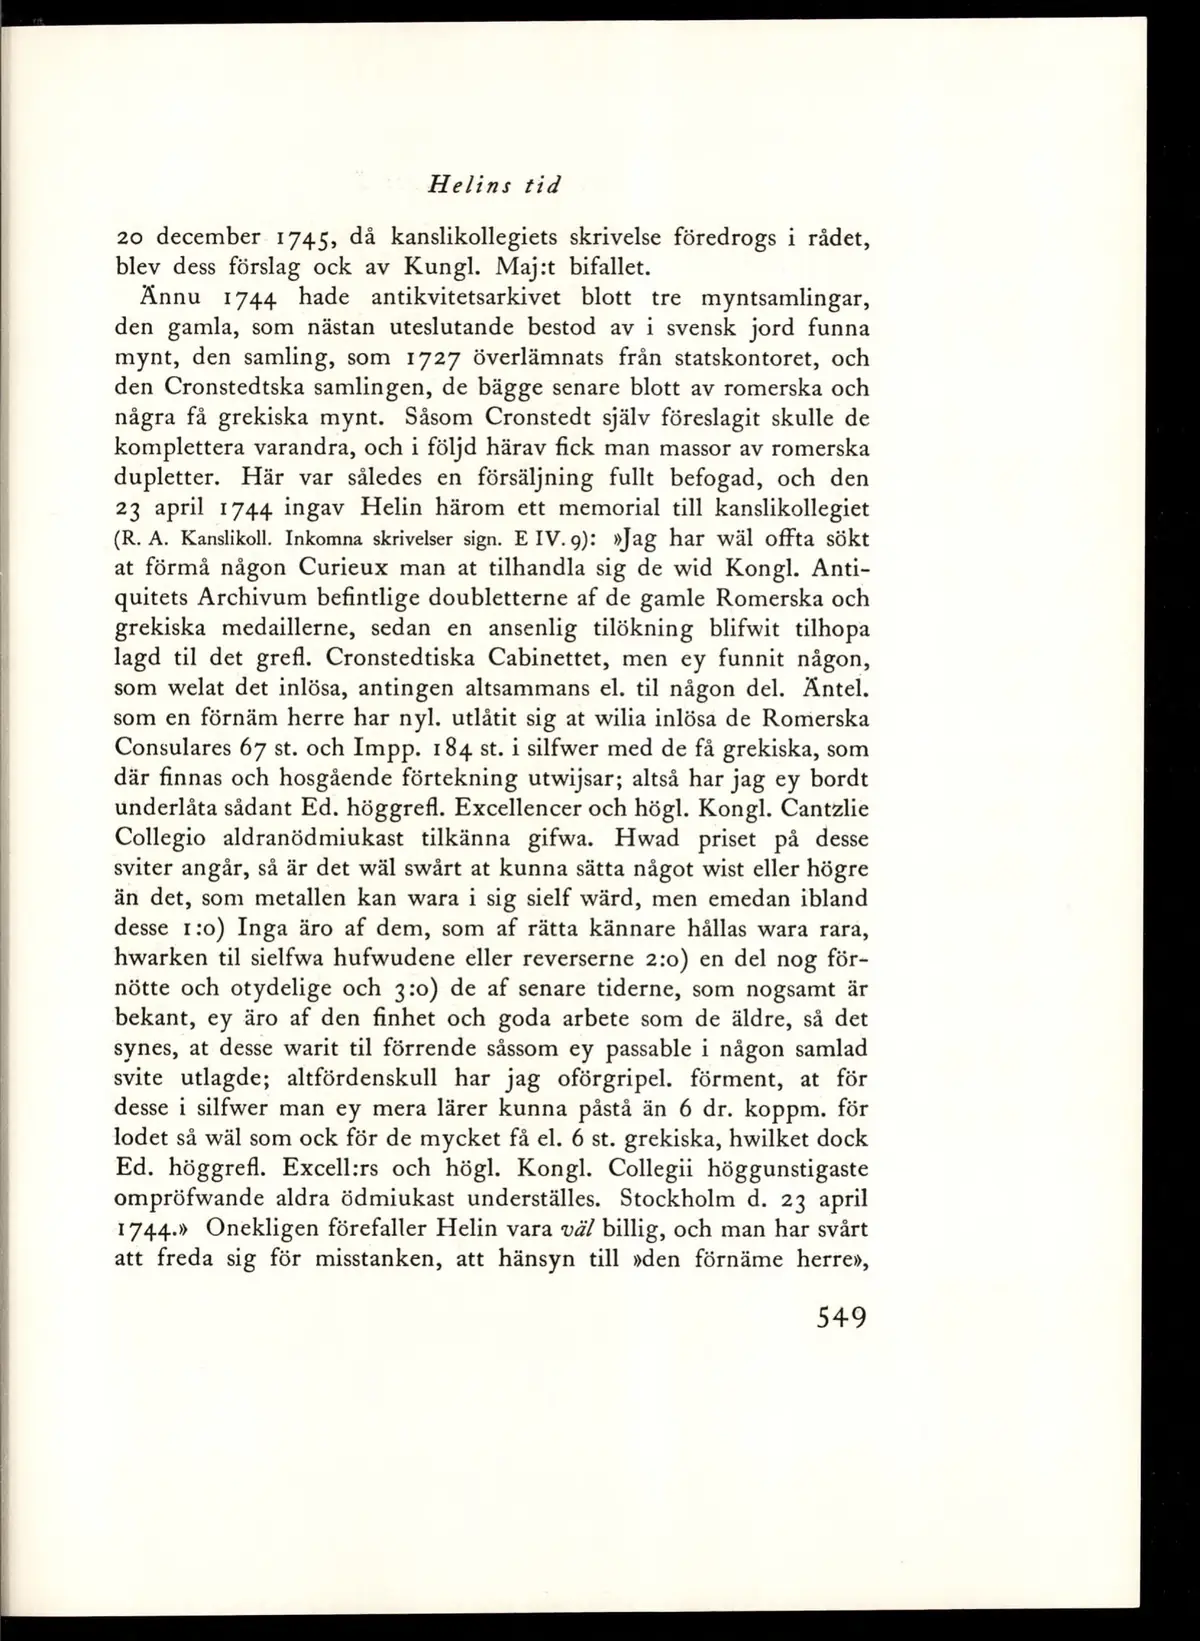 Helins tid
20 december 1745, då kanslikollegiets skrivelse föredrogs i rådet,
blev dess förslag ock av Kungl. Maj:t bifallet.
Ännu 1744 hade antikvitetsarkivet blott tre myntsamlingar,
den gamla, som nästan uteslutande bestod av i svensk jord funna
mynt, den samling, som 1727 överlämnats från statskontoret, och
den Cronstedtska samlingen, de bägge senare blott av romerska och
några få grekiska mynt. Såsom Cronstedt själv föreslagit skulle de
komplettera varandra, och i följd härav fick man massor av romerska
dupletter. Här var således en försäljning fullt befogad, och den
23 april 1744 ingav Helin härom ett memorial till kanslikollegiet
(R. A. Kanslikoll. Inkomna skrivelser sign. E IV. 9): »Jag har wäl offta sökt
at förmå någon Curieux man at tilhandla sig de wid Kongl. Anti-
quitets Archivum befintlige doubletterne af de gamle Romerska och
grekiska medaillerne, sedan en ansenlig tilökning blifwit tilhopa
lagd til det grefl. Cronstedtiska Cabinettet, men ey funnit någon,
som welat det inlösa, antingen altsammans el. til någon del. Äntel.
som en förnäm herre har nyl. utlåtit sig at wilia inlösa de Romerska
Consulares 67 st. och Impp. 184 st. i silfwer med de få grekiska, som
där finnas och hosgående förtekning utwijsar; altså har jag ey bordt
underlåta sådant Ed. höggrefl. Excellencer och högl. Kongl. Cantzlie
Collegio aldranödmiukast tilkänna gifwa. Hwad priset på desse
sviter angår, så är det wäl swårt at kunna sätta något wist eller högre
än det, som metallen kan wara i sig sielf wärd, men emedan ibland
desse 1:o) Inga äro af dem, som af rätta kännare hållas wara rara,
hwarken til sielfwa hufwudene eller reverserne 2:o) en del nog för-
nötte och otydelige och 3:o) de af senare tiderne, som nogsamt är
bekant, ey äro af den finhet och goda arbete som de äldre, så det
synes, at desse warit til förrende såssom ey passable i någon samlad
svite utlagde; altfördenskull har jag oförgripel. förment, at för
desse i silfwer man ey mera lärer kunna påstå än 6 dr. koppm. för
lodet så wäl som ock för de mycket få el. 6 st. grekiska, hwilket dock
Ed. höggrefl. Excell:rs och högl. Kongl. Collegii höggunstigaste
ompröfwande aldra ödmiukast underställes. Stockholm d. 23 april
1744.» Onekligen förefaller Helin vara väl billig, och man har svårt
att freda sig för misstanken, att hänsyn till »den förnäme herre»,
549